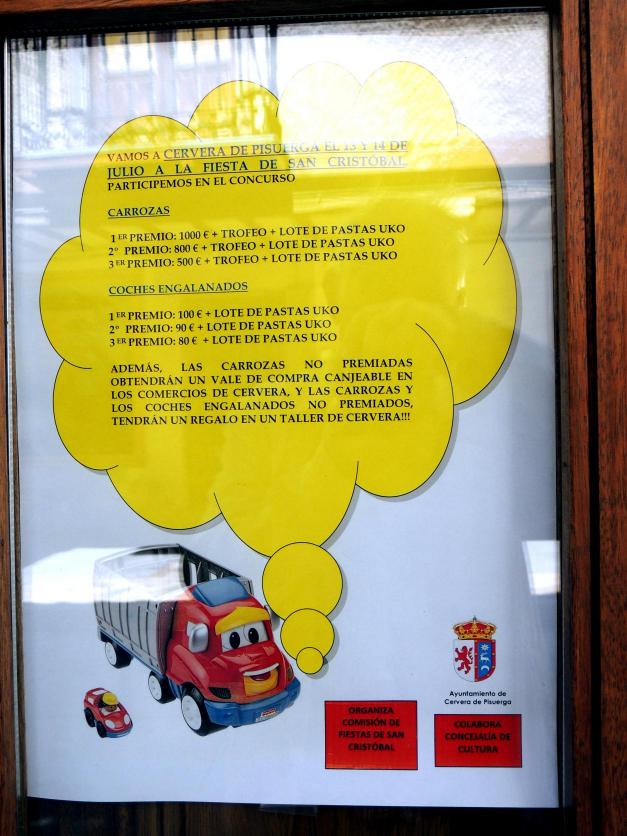 VAMOS A CERVERA DE PISUERGA EL 13 Y 14 DE
JULIO A LA FIESTA DE SAN CRISTÓBAL.
PARTICIPEMOS EN EL CONCURSO
CARROZAS
1ER PREMIO: 1000 € + TROFEO + LOTE DE PASTAS UKO
2º PREMIO: 800 € + TROFEO + LOTE DE PASTAS UKO
3ER PREMIO: 500 € + TROFEO + LOTE DE PASTAS UKO
COCHES ENGALANADOS
1ER PREMIO: 100 € + LOTE DE PASTAS UKO
2º PREMIO: 90 € + LOTE DE PASTAS UKO
3ER PREMIO: 80 € + LOTE DE PASTAS UKO
ADEMÁS, LAS CARROZAS NO PREMIADAS
OBTENDRÁN UN VALE DE COMPRA CANJEABLE EN
LOS COMERCIOS DE CERVERA, Y LAS CARROZAS Y
LOS COCHES ENGALANADOS NO PREMIADOS,
TENDRÁN UN REGALO EN UN TALLER DE CERVERA!!!
Ayuntamiento de
Cervera de Pisuerga
ORGANIZA
COMISIÓN DE
FIESTAS DE SAN
CRISTÓBAL
COLABORA
CONCEJALÍA DE
CULTURA